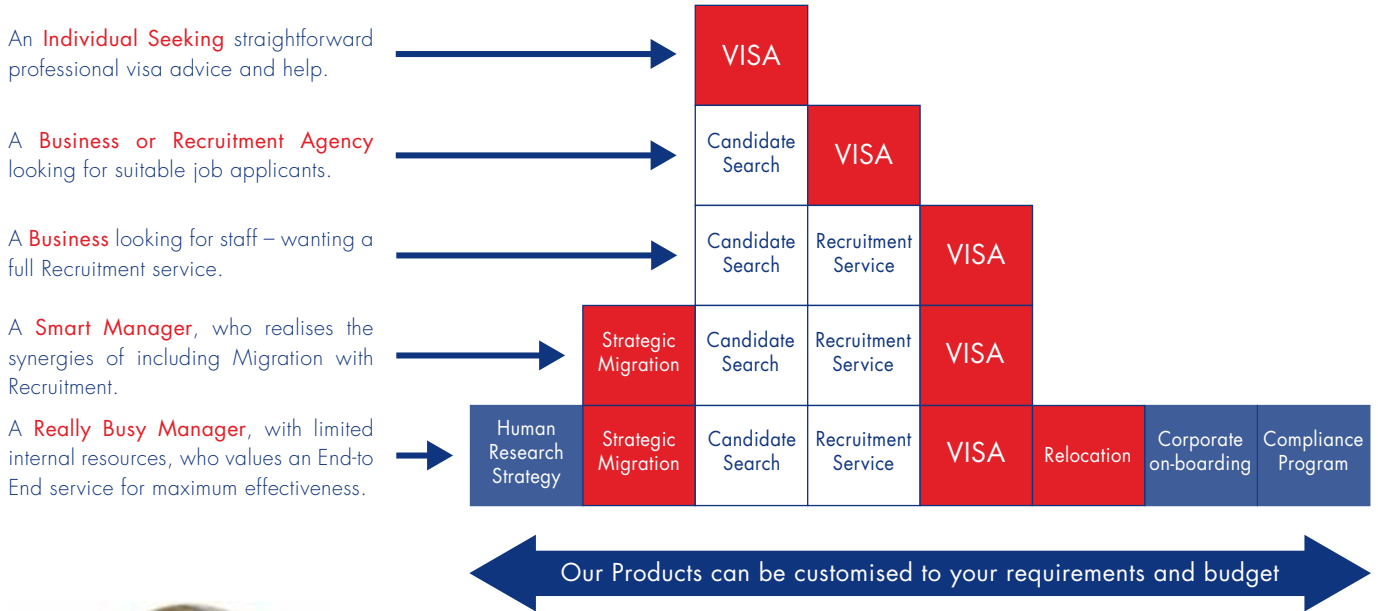 An Individual Seeking straightforward
professional visa advice and help.
VISA
A Business or Recruitment Agency
looking for suitable job applicants.
Candidate
Search
VISA
A Business looking for staff – wanting a
full Recruitment service.
Candidate
Search
Recruitment
Service
VISA
A Smart Manager, who realises the
synergies of including Migration with
Recruitment.
Strategic
Migration
Candidate
Search
Recruitment
Service
VISA
A Really Busy Manager, with limited
internal resources, who values an End-to
End service for maximum effectiveness.
Human
Research
Strategy
Strategic
Migration
Candidate
Search
Recruitment
Service
VISA
Relocation
Corporate
on-boarding
Compliance
Program
Our Products can be customised to your requirements and budget